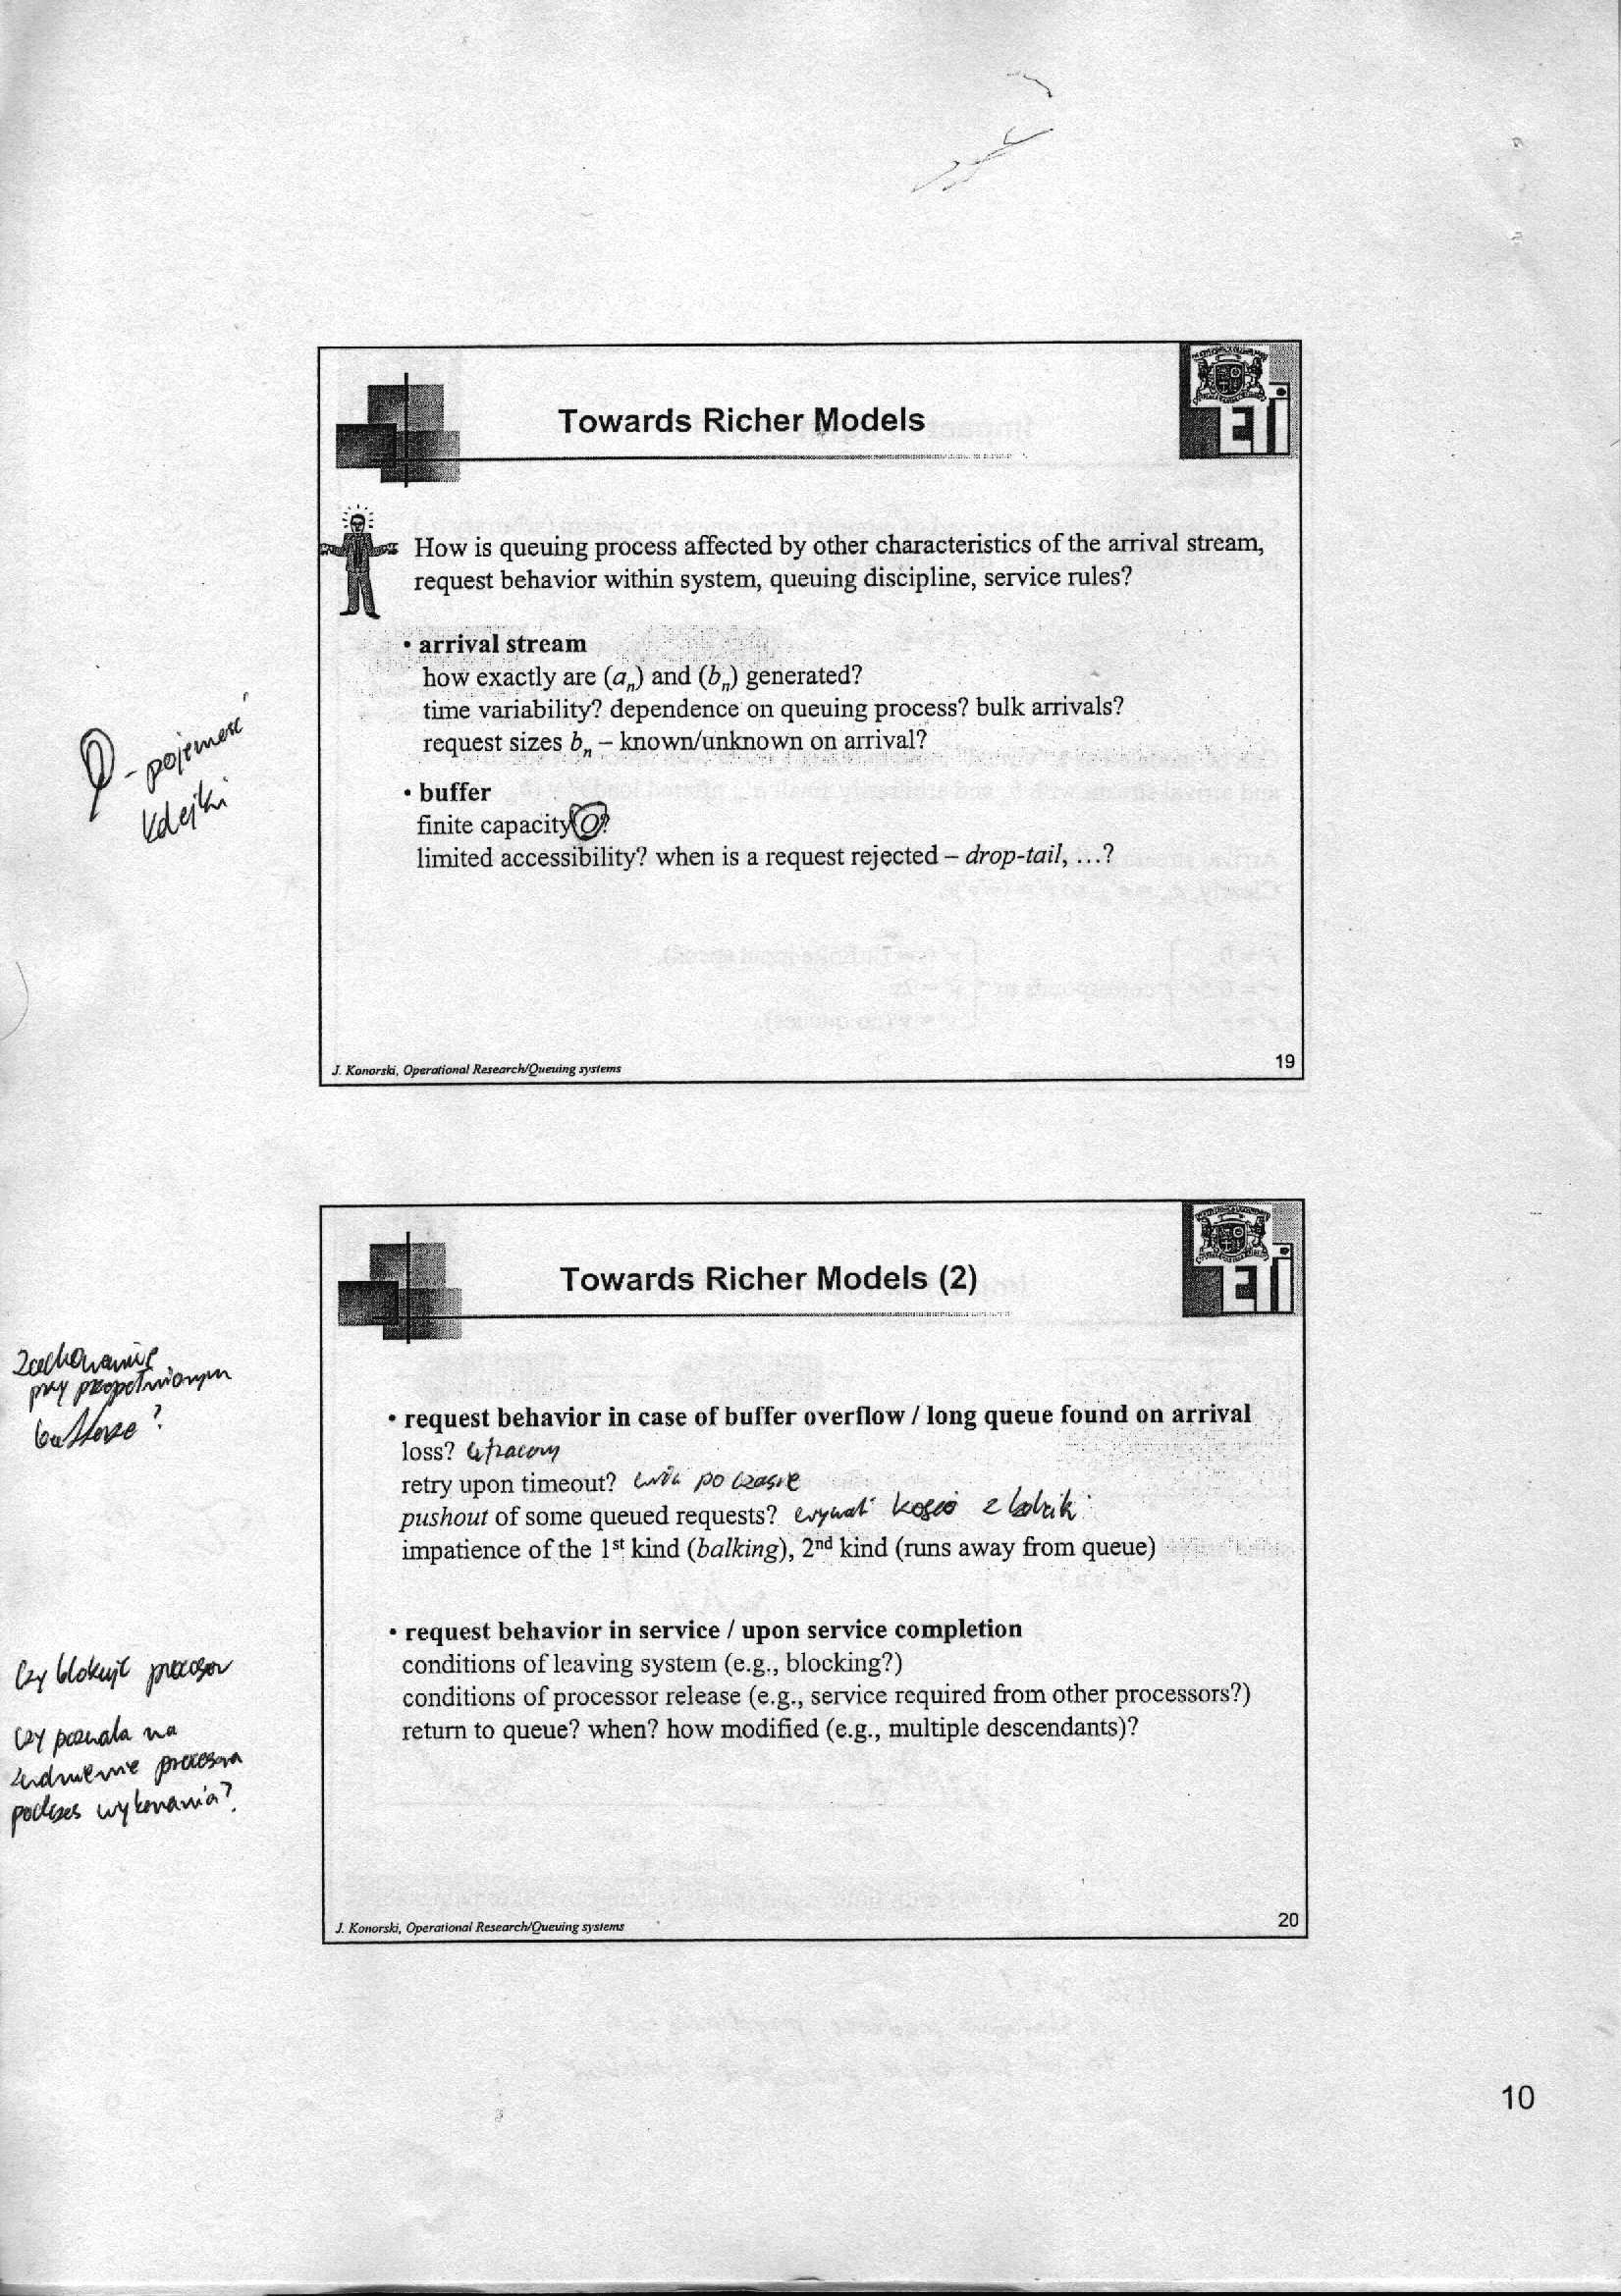 Towards Richer Models
ETI
How is queuing process affected by other characteristics of the arrival stream,
request behavior within system, queuing discipline, service rules?
• arrival stream
how exactly are (aₙ) and (bₙ) generated?
time variability? dependence on queuing process? bulk arrivals?
request sizes bₙ – known/unknown on arrival?
Q - pojemność
kolejki
• buffer
finite capacity Q?
limited accessibility? when is a request rejected – drop-tail, …?
J. Konorski, Operational Research/Queuing systems
19
Towards Richer Models (2)
ETI
Zachowanie
przy przepełnionym
buforze?
• request behavior in case of buffer overflow / long queue found on arrival
loss? utracony
retry upon timeout? po czasie
pushout of some queued requests? kogoś z
impatience of the 1st kind (balking), 2nd kind (runs away from queue)
• request behavior in service / upon service completion
conditions of leaving system (e.g., blocking?)
conditions of processor release (e.g., service required from other processors?)
return to queue? when? how modified (e.g., multiple descendants)?
Czy blokuje procesor
Czy pozwala na
procesora
podczas wykonania?
J. Konorski, Operational Research/Queuing systems
20
10